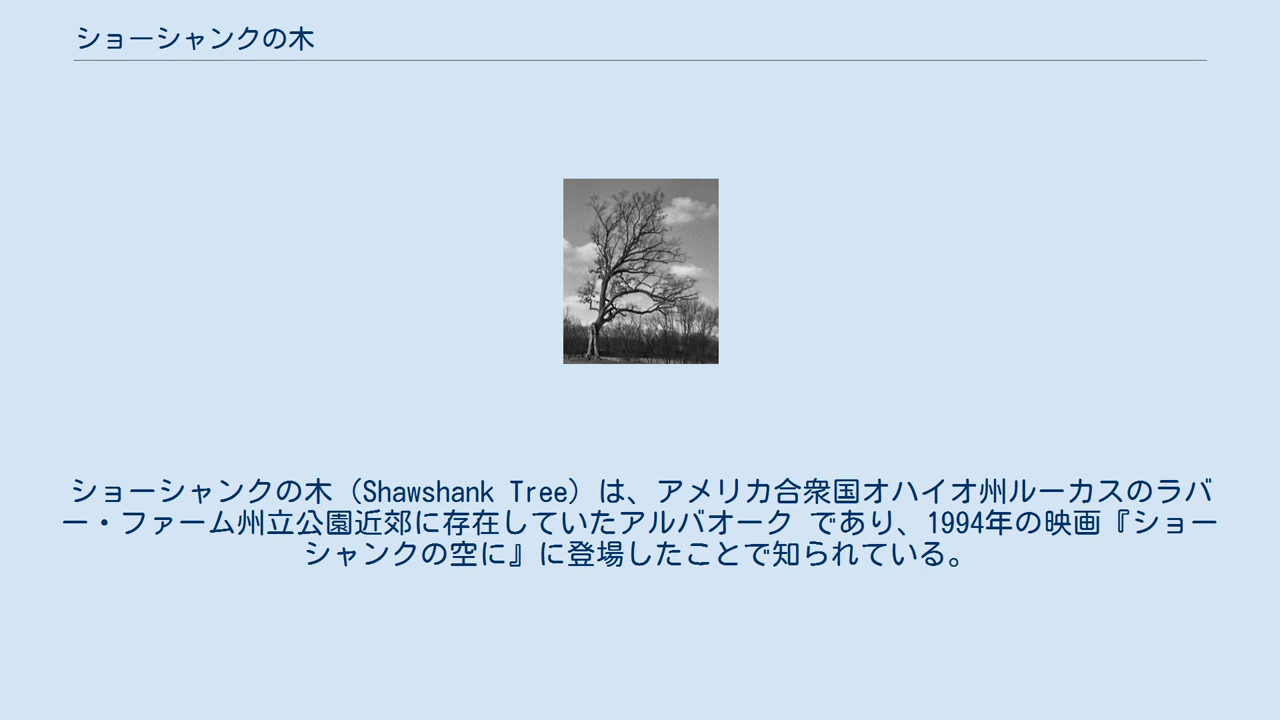 ショーシャンクの木
ショーシャンクの木（Shawshank Tree）は、アメリカ合衆国オハイオ州ルーカスのラバ
ー・ファーム州立公園近郊に存在していたアルバオーク であり、1994年の映画『ショー
シャンクの空に』に登場したことで知られている。